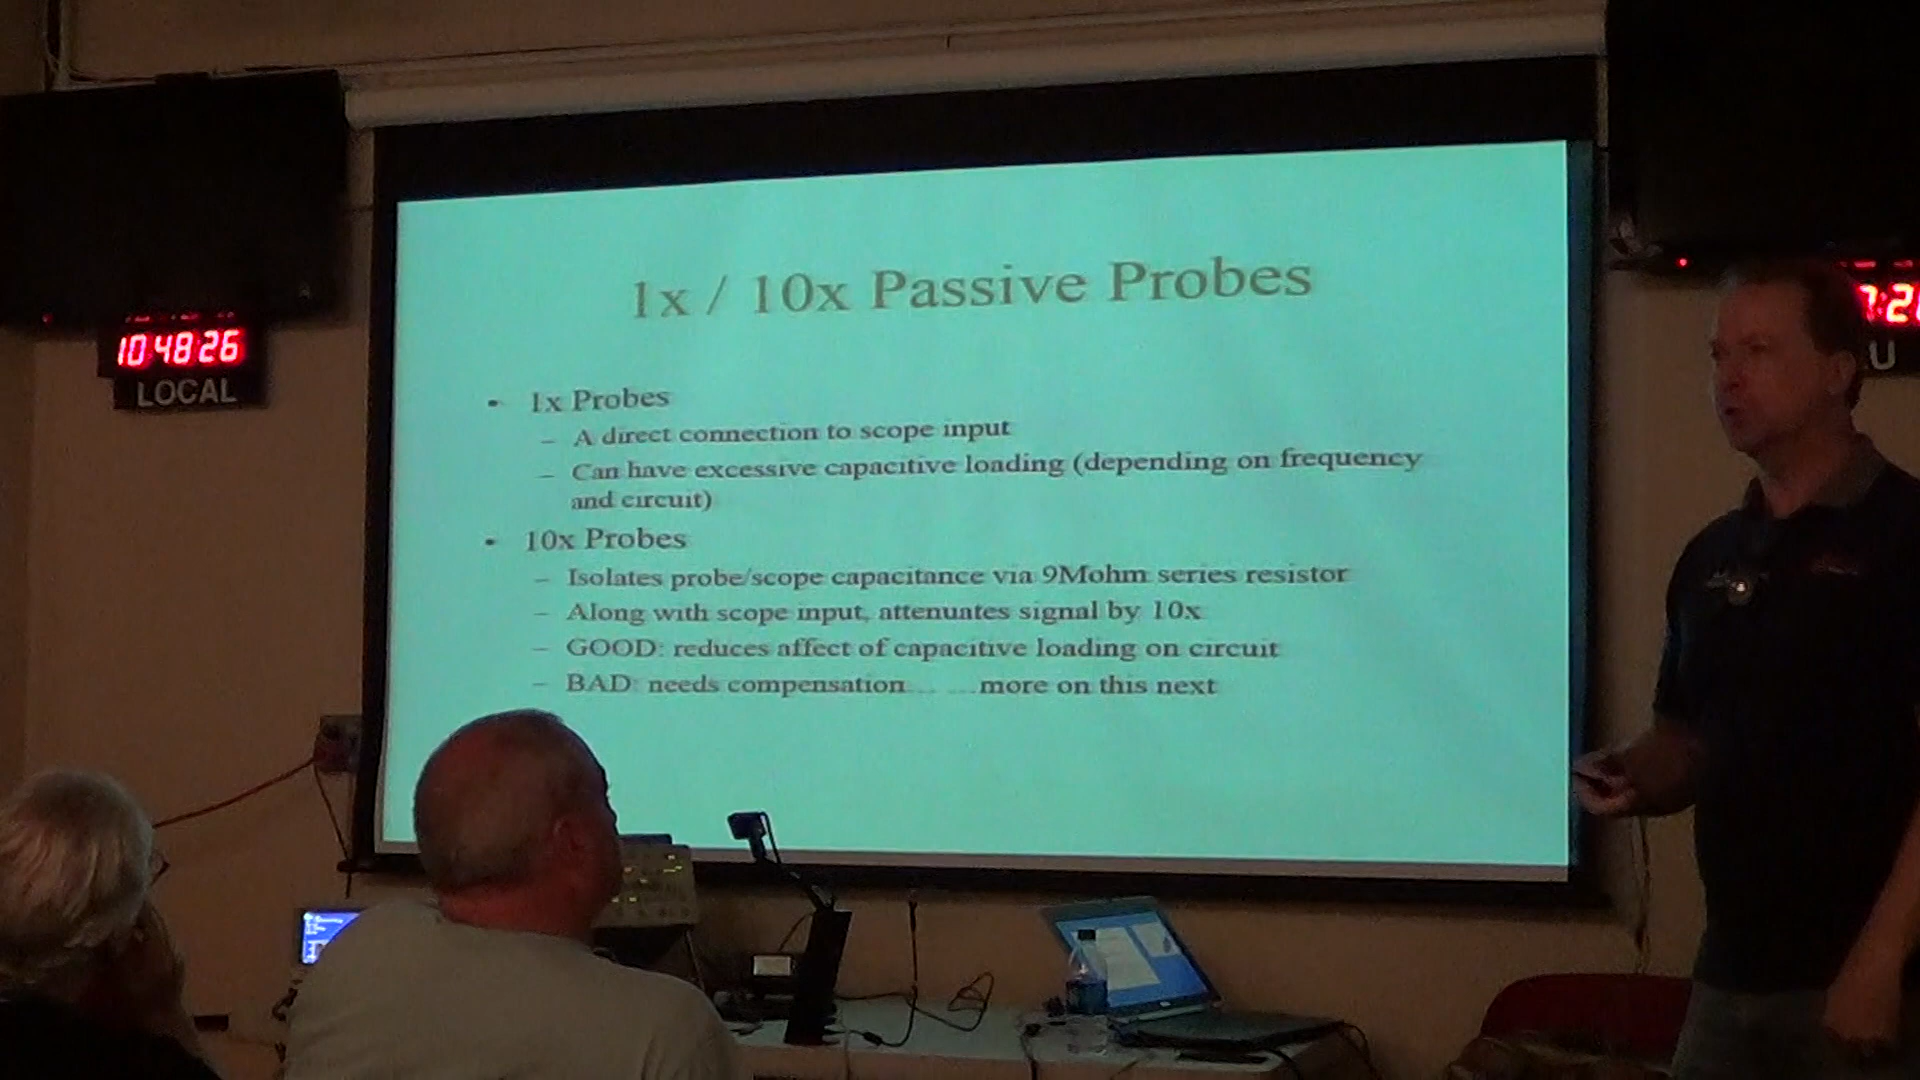 1x / 10x Passive Probes
10:48:26
LOCAL
7:2
U
• 1x Probes
– A direct connection to scope input
– Can have excessive capacitive loading (depending on frequency
and circuit)
• 10x Probes
– Isolates probe/scope capacitance via 9Mohm series resistor
– Along with scope input, attenuates signal by 10x
– GOOD: reduces affect of capacitive loading on circuit
– BAD: needs compensation... ...more on this next